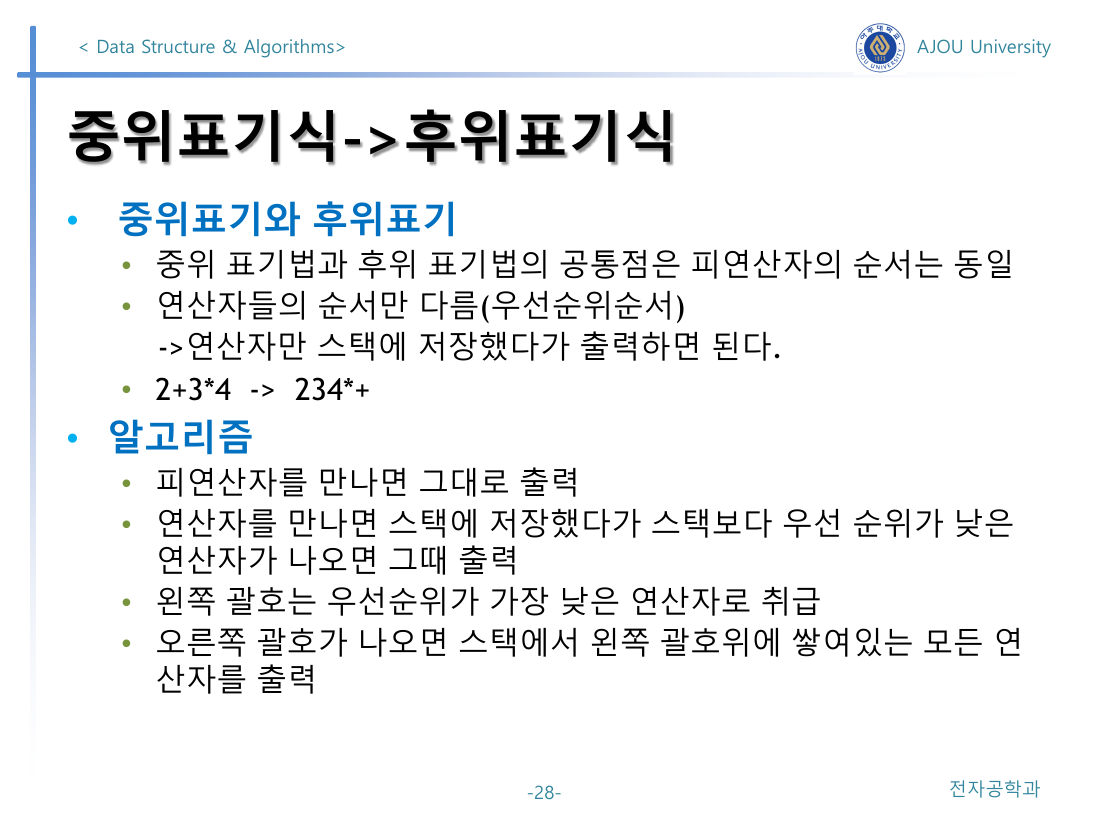 < Data Structure & Algorithms>
아주대학교
AJOU UNIVERSITY
1973
AJOU University
중위표기식->후위표기식
• 중위표기와 후위표기
• 중위 표기법과 후위 표기법의 공통점은 피연산자의 순서는 동일
• 연산자들의 순서만 다름(우선순위순서)
->연산자만 스택에 저장했다가 출력하면 된다.
• 2+3*4 -> 234*+
• 알고리즘
• 피연산자를 만나면 그대로 출력
• 연산자를 만나면 스택에 저장했다가 스택보다 우선 순위가 낮은
연산자가 나오면 그때 출력
• 왼쪽 괄호는 우선순위가 가장 낮은 연산자로 취급
• 오른쪽 괄호가 나오면 스택에서 왼쪽 괄호위에 쌓여있는 모든 연
산자를 출력
-28-
전자공학과